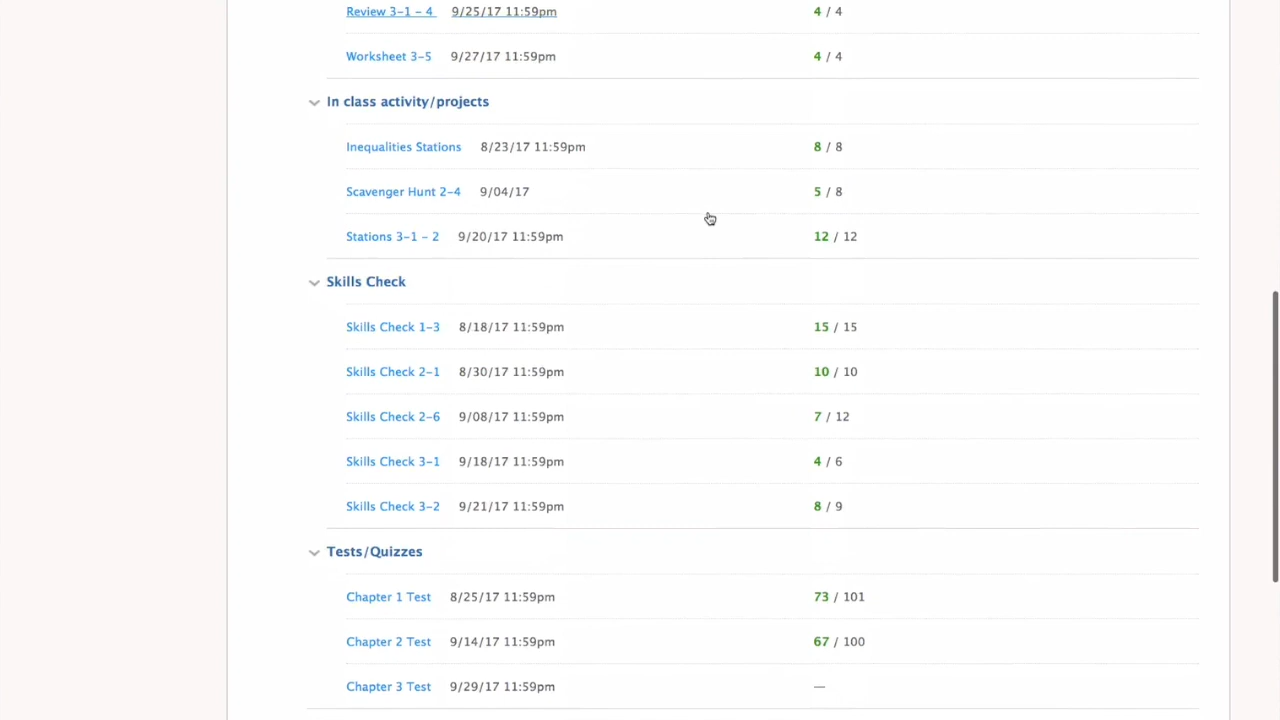 Review 3-1 - 4 9/25/17 11:59pm 4 / 4
Worksheet 3-5 9/27/17 11:59pm 4 / 4
In class activity/projects
Inequalities Stations 8/23/17 11:59pm 8 / 8
Scavenger Hunt 2-4 9/04/17 5 / 8
Stations 3-1 - 2 9/20/17 11:59pm 12 / 12
Skills Check
Skills Check 1-3 8/18/17 11:59pm 15 / 15
Skills Check 2-1 8/30/17 11:59pm 10 / 10
Skills Check 2-6 9/08/17 11:59pm 7 / 12
Skills Check 3-1 9/18/17 11:59pm 4 / 6
Skills Check 3-2 9/21/17 11:59pm 8 / 9
Tests/Quizzes
Chapter 1 Test 8/25/17 11:59pm 73 / 101
Chapter 2 Test 9/14/17 11:59pm 67 / 100
Chapter 3 Test 9/29/17 11:59pm —